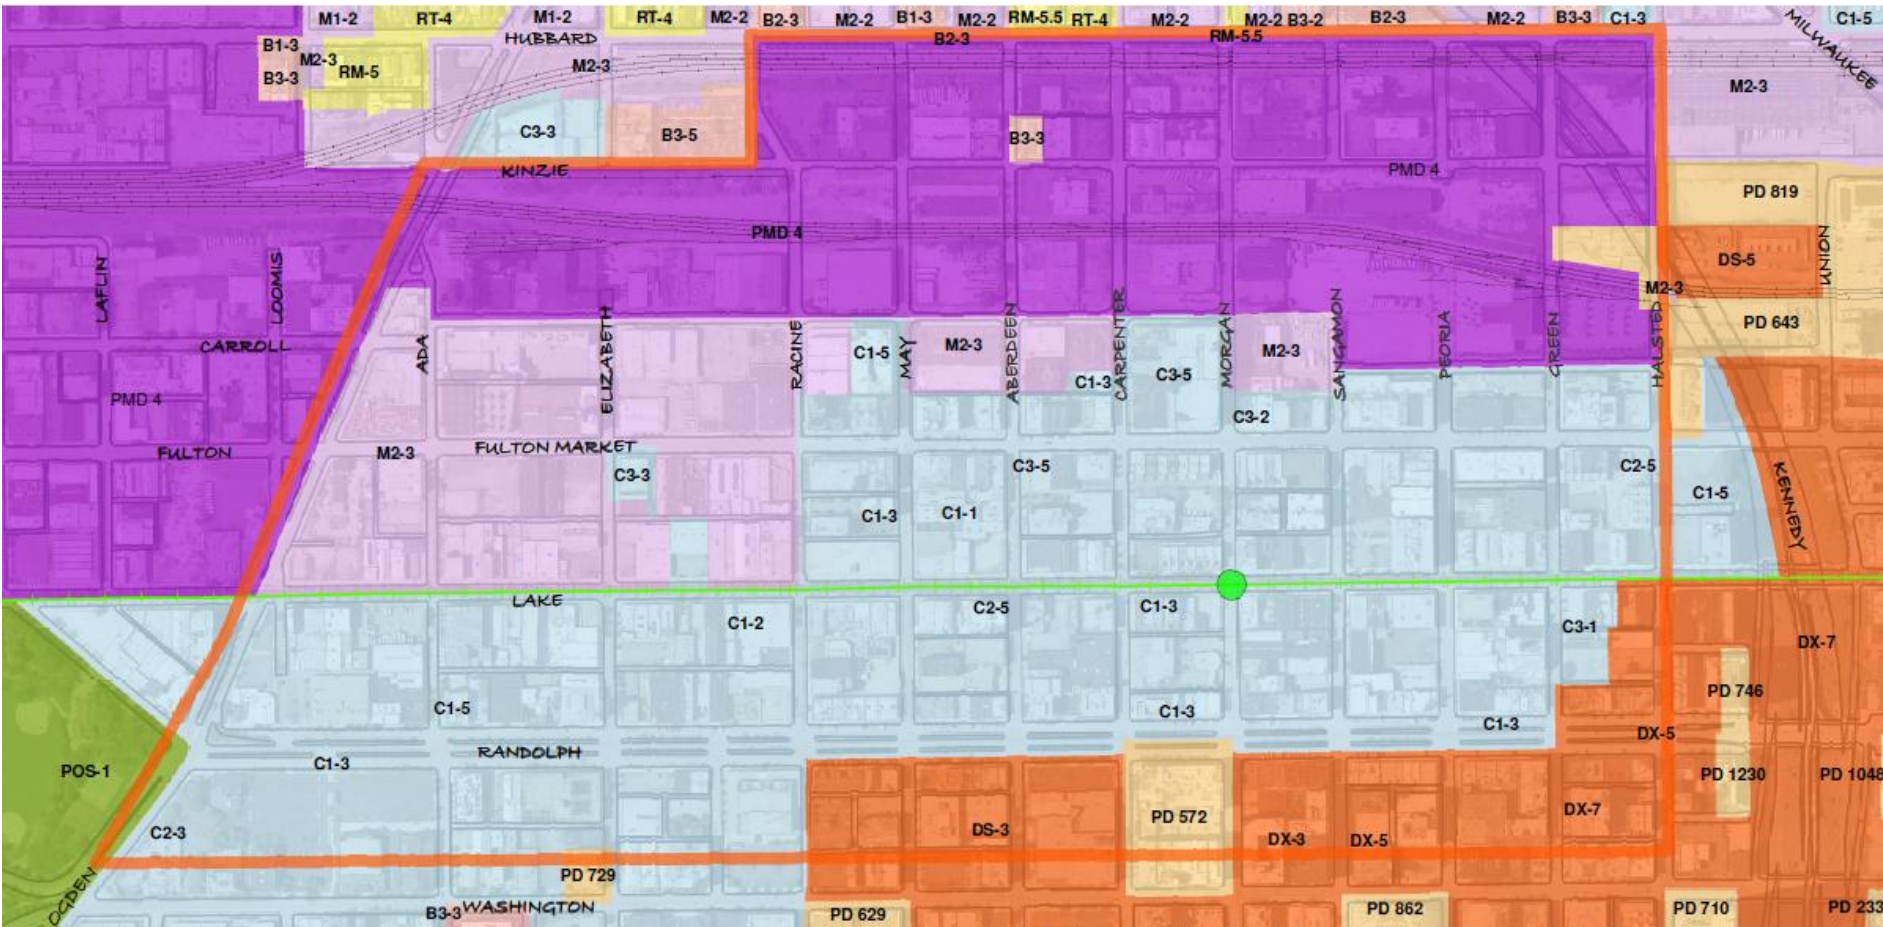 M1-2
RT-4
M1-2
RT-4
M2-2
B2-3
M2-2
B1-3
M2-2
RM-5.5
RT-4
M2-2
M2-2
B3-2
B2-3
M2-2
B3-3
C1-3
MILWAUKEE
C1-5
HUBBARD
B2-3
RM-5.5
B1-3
M2-3
RM-5
M2-3
B3-3
M2-3
C3-3
B3-5
B3-3
KINZIE
PMD 4
PD 819
PMD 4
LAFLIN
LOOMIS
UNION
DS-5
M2-3
PD 643
CARROLL
ADA
ELIZABETH
RACINE
C1-5
MAY
M2-3
ABERDEEN
C1-3
CARPENTER
C3-5
MORGAN
M2-3
SANGAMON
PEORIA
GREEN
HALSTED
PMD 4
C3-2
FULTON
M2-3
FULTON MARKET
C3-3
C3-5
C2-5
C1-5
KENNEDY
C1-3
C1-1
LAKE
C1-2
C2-5
C1-3
C3-1
DX-7
PD 746
C1-5
C1-3
C1-3
DX-5
RANDOLPH
POS-1
C1-3
PD 1230
PD 1048
C2-3
DS-3
PD 572
DX-3
DX-5
DX-7
PD 729
OGDEN
B3-3
WASHINGTON
PD 629
PD 862
PD 710
PD 233